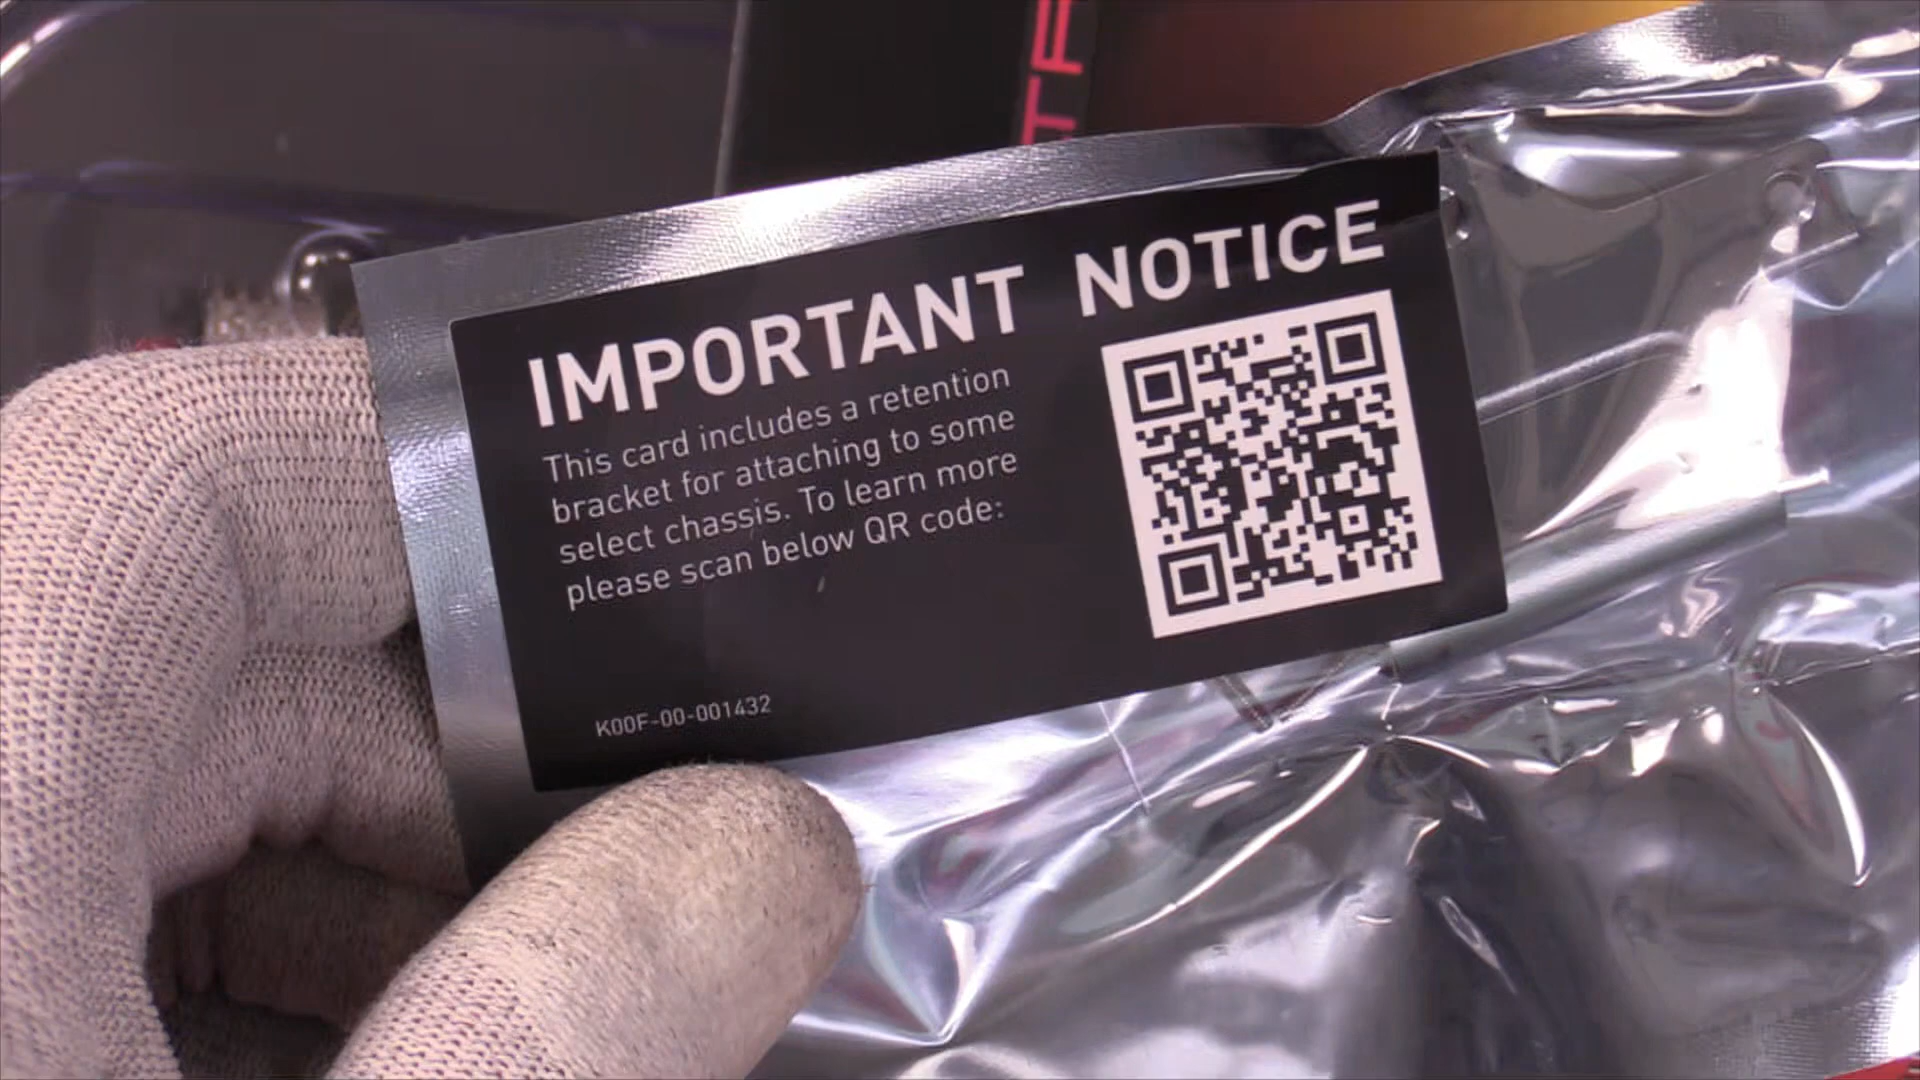 IMPORTANT NOTICE
This card includes a retention
bracket for attaching to some
select chassis. To learn more
please scan below QR code:
K00F-00-001432